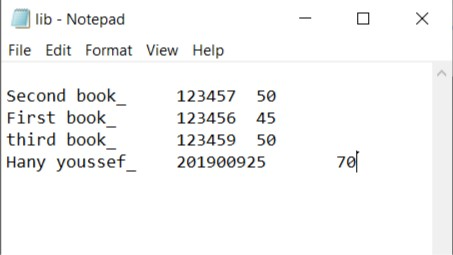 lib - Notepad
File Edit Format View Help
Second book_ 123457 50
First book_ 123456 45
third book_ 123459 50
Hany youssef_ 201900925 70